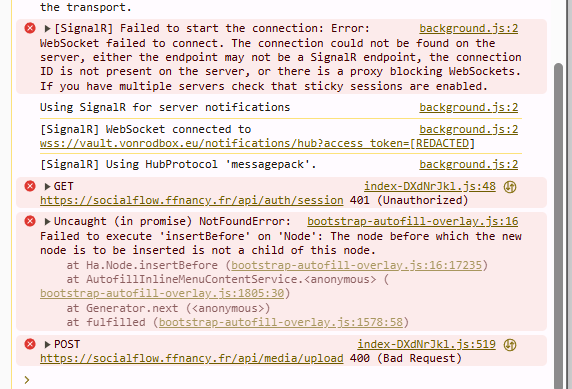 the transport.
[SignalR] Failed to start the connection: Error: background.js:2
WebSocket failed to connect. The connection could not be found on the
server, either the endpoint may not be a SignalR endpoint, the connection
ID is not present on the server, or there is a proxy blocking WebSockets.
If you have multiple servers check that sticky sessions are enabled.
Using SignalR for server notifications background.js:2
[SignalR] WebSocket connected to background.js:2
wss://vault.vonrodbox.eu/notifications/hub?access_token=[REDACTED]
[SignalR] Using HubProtocol 'messagepack'. background.js:2
GET index-DXdNrJkl.js:48
https://socialflow.ffnancy.fr/api/auth/session 401 (Unauthorized)
Uncaught (in promise) NotFoundError: bootstrap-autofill-overlay.js:16
Failed to execute 'insertBefore' on 'Node': The node before which the new
node is to be inserted is not a child of this node.
at Ha.Node.insertBefore (bootstrap-autofill-overlay.js:16:17235)
at AutofillInlineMenuContentService.<anonymous> (
bootstrap-autofill-overlay.js:1805:30)
at Generator.next (<anonymous>)
at fulfilled (bootstrap-autofill-overlay.js:1578:58)
POST index-DXdNrJkl.js:519
https://socialflow.ffnancy.fr/api/media/upload 400 (Bad Request)